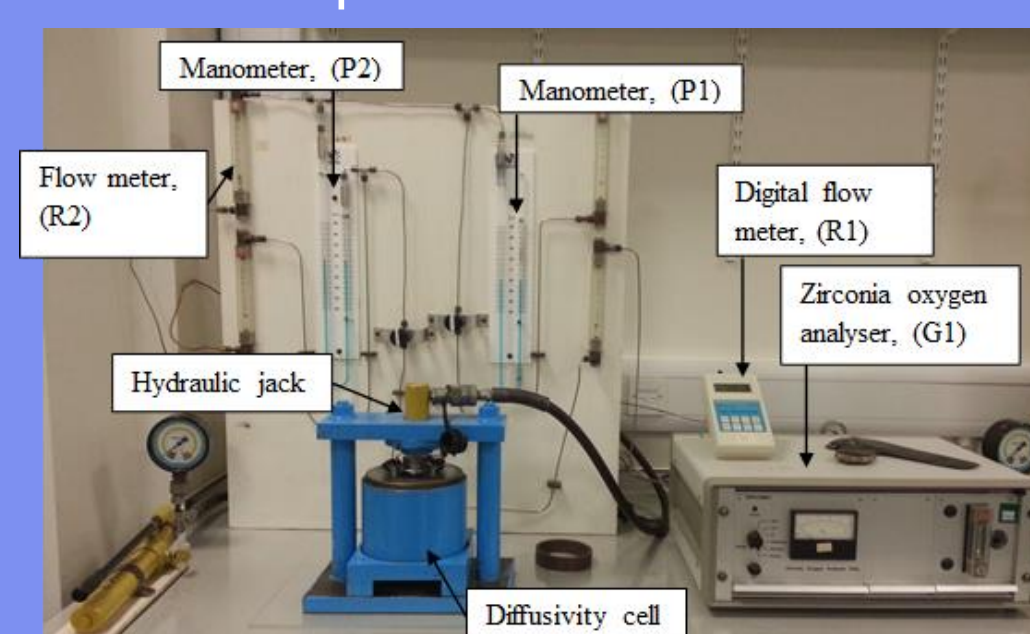 Manometer, (P2)
Manometer, (P1)
Flow meter,
(R2)
Digital flow
meter, (R1)
Zirconia oxygen
analyser, (G1)
Hydraulic jack
Diffusivity cell